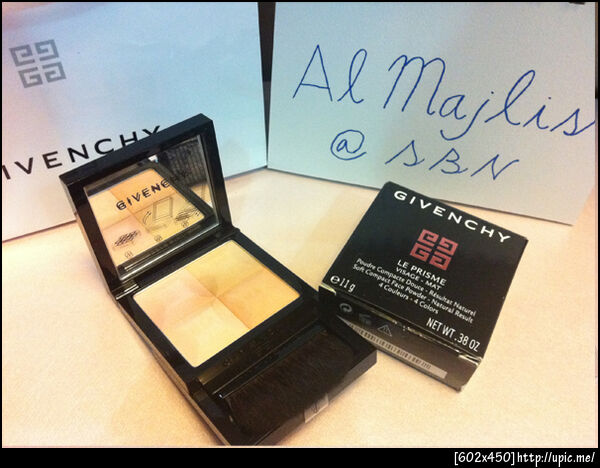 GIVENCHY
Al Majlis
@ SBN
GIVENCHY
GIVENCHY
LE PRISME
VISAGE - MAT
Poudre Compacte Douce - Résultat Naturel
Soft Compact Face Powder - Natural Result
4 Couleurs - 4 Colors
e 11 g
NET WT. .38 OZ
[602x450]http://upic.me/